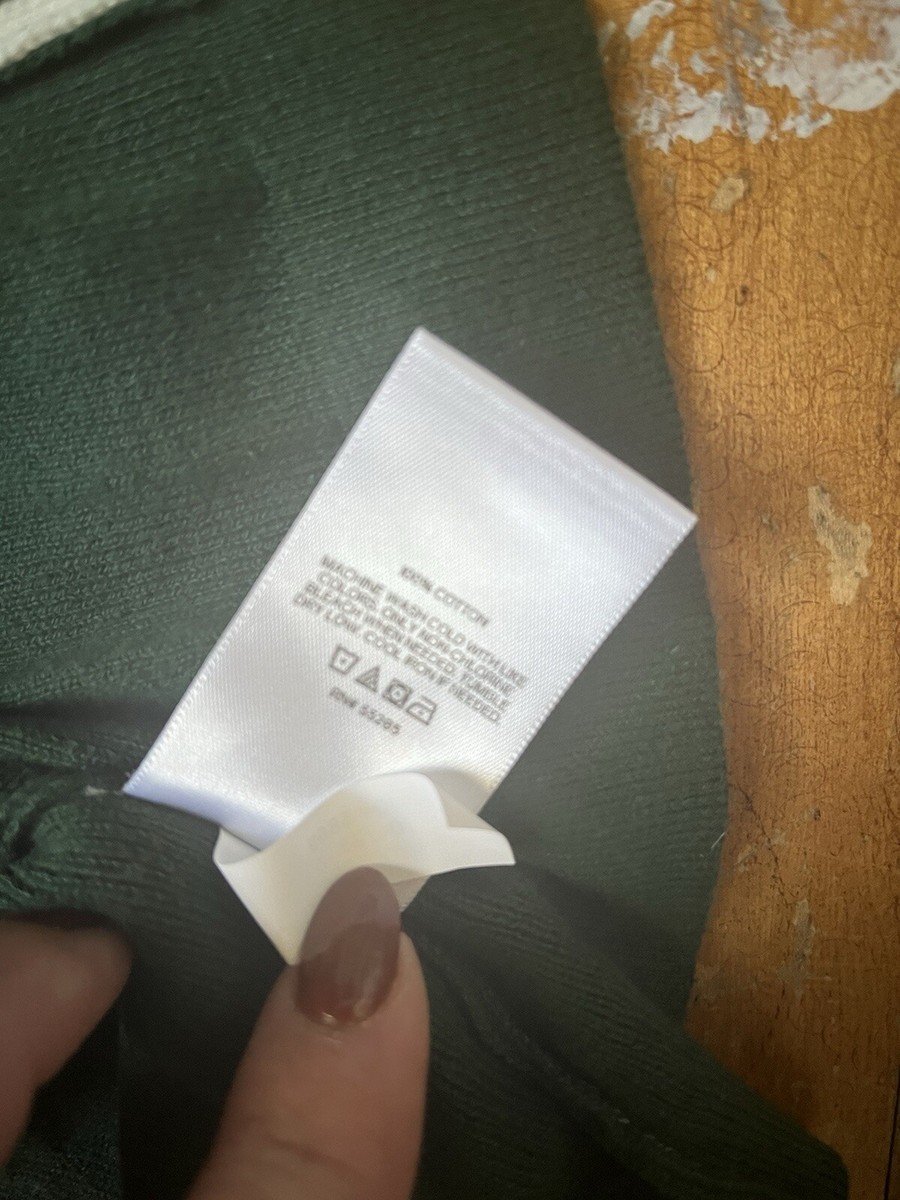 100% COTTON
MACHINE WASH COLD WITH LIKE
COLORS. ONLY NON-CHLORINE
BLEACH WHEN NEEDED. TUMBLE
DRY LOW. COOL IRON IF NEEDED.
RN# 55285